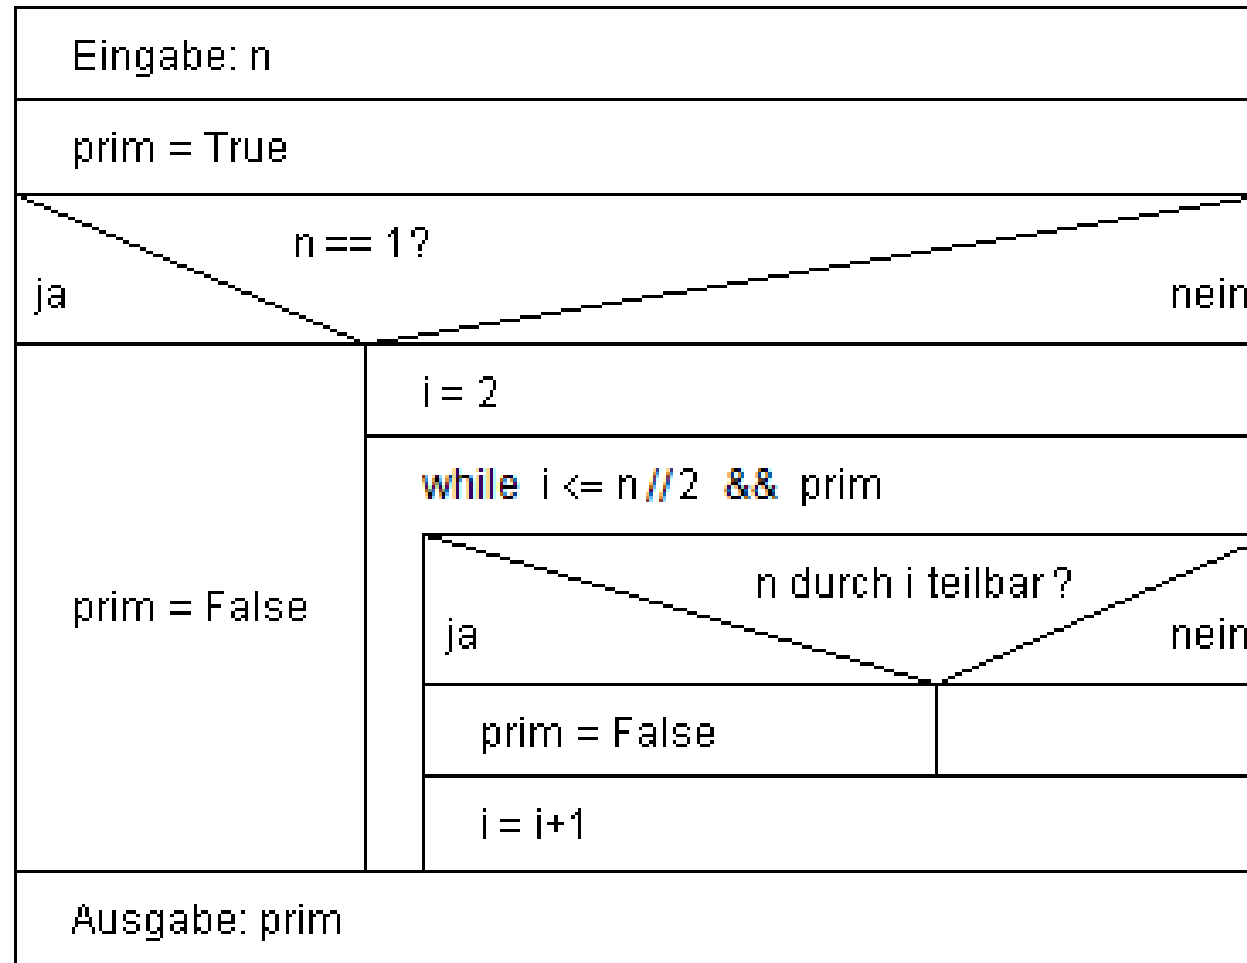 Eingabe: n
prim = True
n == 1?
ja
nein
i = 2
while i <= n//2 && prim
n durch i teilbar?
prim = False
ja
nein
prim = False
i = i+1
Ausgabe: prim